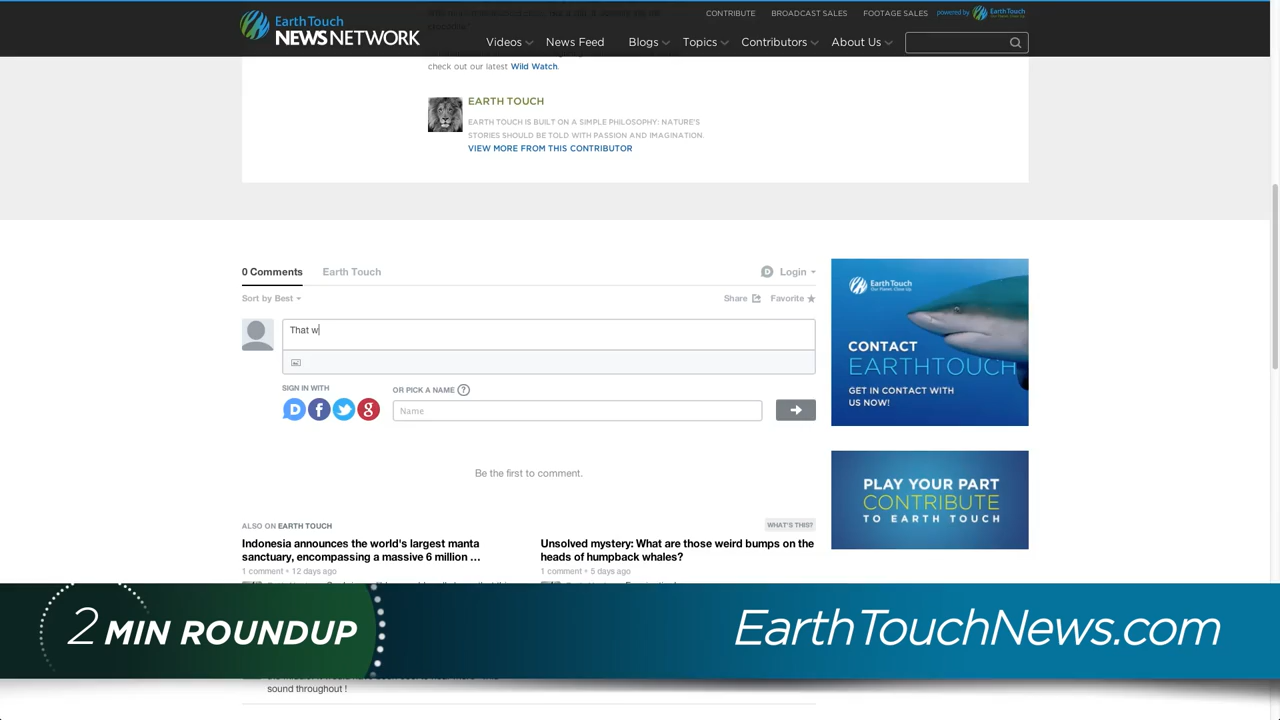 Earth Touch
NEWS NETWORK
CONTRIBUTE
BROADCAST SALES
FOOTAGE SALES
powered by EarthTouch
Videos
News Feed
Blogs
Topics
Contributors
About Us
check out our latest Wild Watch.
EARTH TOUCH
EARTH TOUCH IS BUILT ON A SIMPLE PHILOSOPHY: NATURE'S
STORIES SHOULD BE TOLD WITH PASSION AND IMAGINATION.
VIEW MORE FROM THIS CONTRIBUTOR
0 Comments
Earth Touch
D Login
Sort by Best
Share
Favorite
That w
SIGN IN WITH
D f g
OR PICK A NAME ?
Name
Be the first to comment.
EarthTouch
Our Planet. Close Up.
CONTACT
EARTHTOUCH
GET IN CONTACT WITH
US NOW!
PLAY YOUR PART
CONTRIBUTE
TO EARTH TOUCH
ALSO ON EARTH TOUCH
WHAT'S THIS?
Indonesia announces the world's largest manta
sanctuary, encompassing a massive 6 million ...
1 comment • 12 days ago
Unsolved mystery: What are those weird bumps on the
heads of humpback whales?
1 comment • 5 days ago
2 MIN ROUNDUP
EarthTouchNews.com
sound throughout !